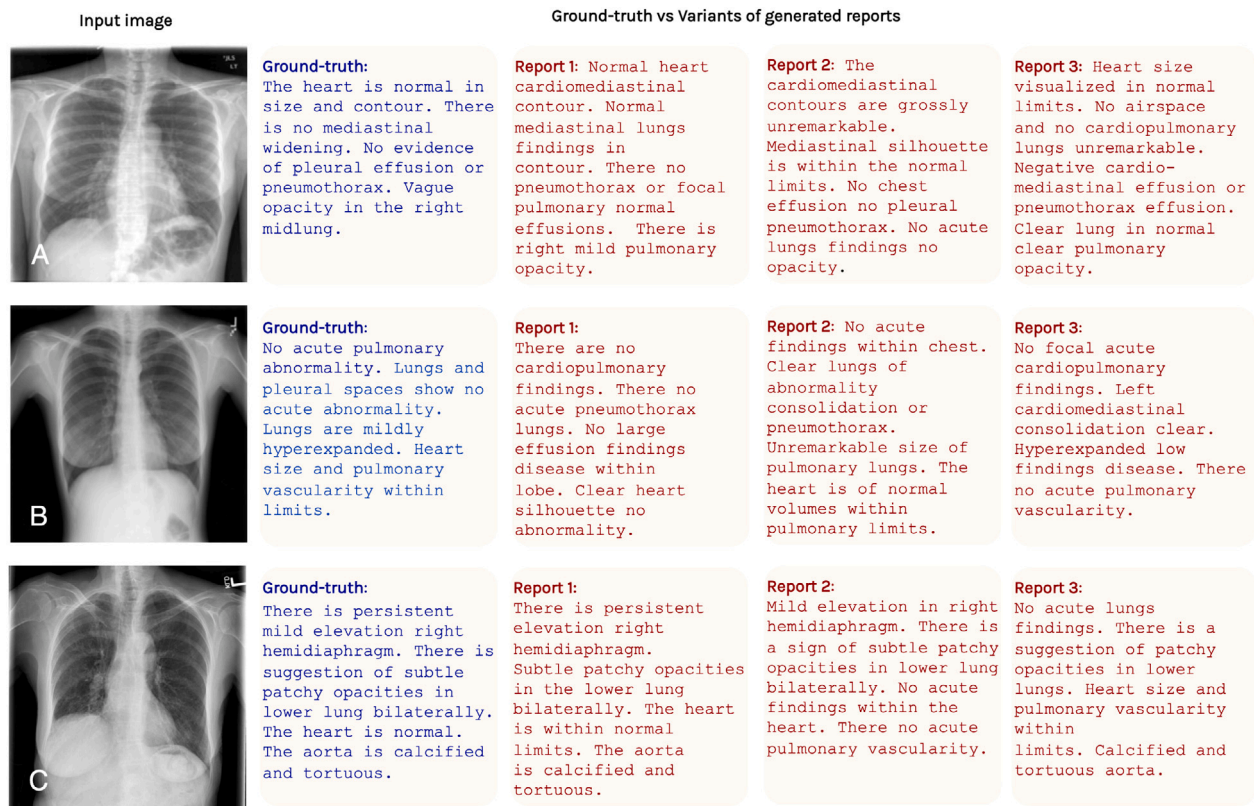 Input image
Ground-truth vs Variants of generated reports
A
Ground-truth:
The heart is normal in
size and contour. There
is no mediastinal
widening. No evidence
of pleural effusion or
pneumothorax. Vague
opacity in the right
midlung.
Report 1: Normal heart
cardiomediastinal
contour. Normal
mediastinal lungs
findings in
contour. There no
pneumothorax or focal
pulmonary normal
effusions. There is
right mild pulmonary
opacity.
Report 2: The
cardiomediastinal
contours are grossly
unremarkable.
Mediastinal silhouette
is within the normal
limits. No chest
effusion no pleural
pneumothorax. No acute
lungs findings no
opacity.
Report 3: Heart size
visualized in normal
limits. No airspace
and no cardiopulmonary
lungs unremarkable.
Negative cardio-
mediastinal effusion or
pneumothorax effusion.
Clear lung in normal
clear pulmonary
opacity.
B
Ground-truth:
No acute pulmonary
abnormality. Lungs and
pleural spaces show no
acute abnormality.
Lungs are mildly
hyperexpanded. Heart
size and pulmonary
vascularity within
limits.
Report 1:
There are no
cardiopulmonary
findings. There no
acute pneumothorax
lungs. No large
effusion findings
disease within
lobe. Clear heart
silhouette no
abnormality.
Report 2: No acute
findings within chest.
Clear lungs of
abnormality
consolidation or
pneumothorax.
Unremarkable size of
pulmonary lungs. The
heart is of normal
volumes within
pulmonary limits.
Report 3:
No focal acute
cardiopulmonary
findings. Left
cardiomediastinal
consolidation clear.
Hyperexpanded low
findings disease. There
no acute pulmonary
vascularity.
C
Ground-truth:
There is persistent
mild elevation right
hemidiaphragm. There is
suggestion of subtle
patchy opacities in
lower lung bilaterally.
The heart is normal.
The aorta is calcified
and tortuous.
Report 1:
There is persistent
elevation right
hemidiaphragm.
Subtle patchy opacities
in the lower lung
bilaterally. The heart
is within normal
limits. The aorta
is calcified and
tortuous.
Report 2:
Mild elevation in right
hemidiaphragm. There is
a sign of subtle patchy
opacities in lower lung
bilaterally. No acute
findings within the
heart. There no acute
pulmonary vascularity.
Report 3:
No acute lungs
findings. There is a
suggestion of patchy
opacities in lower
lungs. Heart size and
pulmonary vascularity
within
limits. Calcified and
tortuous aorta.